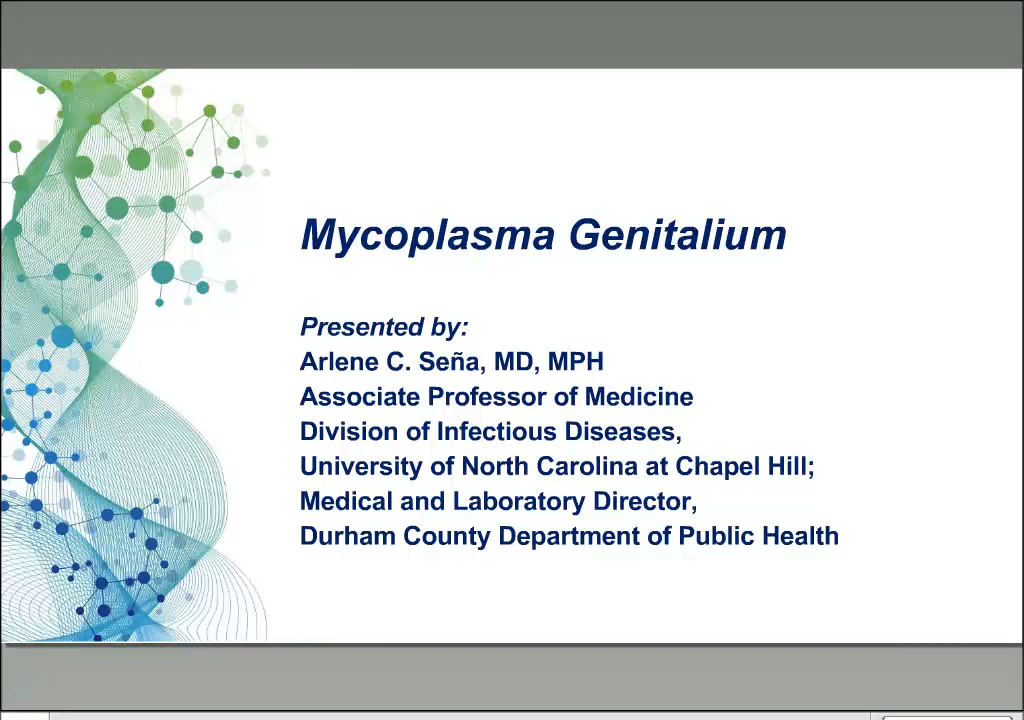 Mycoplasma Genitalium
Presented by:
Arlene C. Seña, MD, MPH
Associate Professor of Medicine
Division of Infectious Diseases,
University of North Carolina at Chapel Hill;
Medical and Laboratory Director,
Durham County Department of Public Health